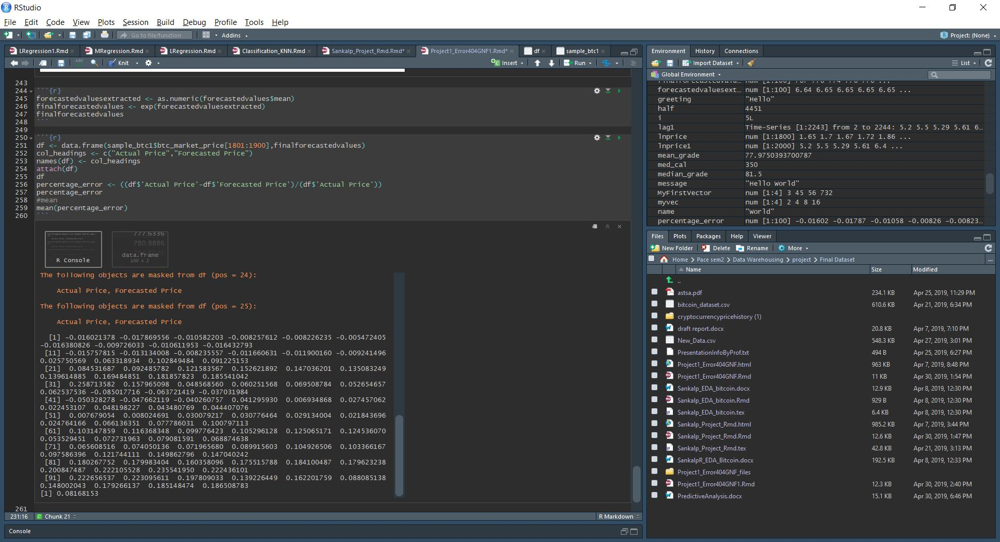 RStudio
File Edit Code View Plots Session Build Debug Profile Tools Help
Go to file/function Addins Project: (None)
LRegression1.Rmd MRegression.Rmd LRegression.Rmd Classification_KNN.Rmd Sankalp_Project_Rmd.Rmd* Project1_Error404GNF1.Rmd* df sample_btc1
ABC Knit Insert Run
243
244 ```{r}
245 forecastedvaluesextracted <- as.numeric(forecastedvalues$mean)
246 finalforecastedvalues <- exp(forecastedvaluesextracted)
247 finalforecastedvalues
248 ```
249
250 ```{r}
251 df <- data.frame(sample_btc1$btc_market_price[1801:1900],finalforecastedvalues)
252 col_headings <- c("Actual Price","Forecasted Price")
253 names(df) <- col_headings
254 attach(df)
255 df
256 percentage_error <- ((df$'Actual Price'-df$'Forecasted Price')/(df$'Actual Price'))
257 percentage_error
258 #mean
259 mean(percentage_error)
260 ```
R Console
777.6336
780.8886
data.frame
100 x 2
The following objects are masked from df (pos = 24):
Actual Price, Forecasted Price
The following objects are masked from df (pos = 25):
Actual Price, Forecasted Price
[1] -0.016021378 -0.017869556 -0.010582203 -0.008257612 -0.008226235 -0.005472405
-0.016380826 -0.009726033 -0.010611953 -0.016432793
[11] -0.015757815 -0.013134008 -0.008235557 -0.011660631 -0.011900160 -0.009241496
0.025750569 0.063318934 0.102849484 0.091225153
[21] 0.084531687 0.092485782 0.121583567 0.152621892 0.147036201 0.135083249
0.139614885 0.169484851 0.181857823 0.185541042
[31] 0.258713582 0.157965098 0.048568560 0.060251568 0.069508784 0.052654657
0.062537536 -0.085017716 -0.063721419 -0.037031984
[41] -0.050328278 -0.047662119 -0.040260757 0.041295930 0.006934868 0.027457062
0.022453107 0.048198227 0.043480769 0.044407076
[51] 0.007679054 0.008024691 0.030079217 0.030776464 0.029134004 0.021843696
0.024764166 0.066136351 0.077786031 0.100797113
[61] 0.103147859 0.116368348 0.099776423 0.105296128 0.125065171 0.124536070
0.053529451 0.072731963 0.079081591 0.068874638
[71] 0.065608516 0.074050136 0.071965680 0.089915603 0.104926506 0.103366167
0.097586396 0.121744111 0.149862796 0.147040242
[81] 0.180267752 0.179983404 0.160358096 0.175515788 0.184100487 0.179623238
0.200847487 0.222105528 0.235541950 0.222436101
[91] 0.222656537 0.223095611 0.197809033 0.139226449 0.162201759 0.088085138
0.148002043 0.179266137 0.185148474 0.186508783
[1] 0.08168153
261
231:16 Chunk 21 R Markdown
Console
Environment History Connections
Import Dataset List
Global Environment
forecastedvaluesext... num [1:100] 6.64 6.65 6.65 6.65 6.65 ...
greeting "Hello"
half 4451
i 5L
lag1 Time-Series [1:2243] from 2 to 2244: 5.2 5.5 5.29 5.61 6...
lnprice num [1:1800] 1.65 1.7 1.67 1.72 1.86 ...
lnprice1 num [1:2000] 5.2 5.5 5.29 5.61 6.4 ...
mean_grade 77.9750393700787
med_cal 350
median_grade 81.5
message "Hello World"
MyFirstVector num [1:4] 3 45 56 732
myvec num [1:4] 2 4 8 16
name "World"
percentage_error num [1:100] -0.01602 -0.01787 -0.01058 -0.00826 -0.00823...
Files Plots Packages Help Viewer
New Folder Delete Rename More
Home Pace sem2 Data Warehousing project Final Dataset ...
Name Size Modified
..
astsa.pdf 234.1 KB Apr 25, 2019, 11:29 PM
bitcoin_dataset.csv 610.6 KB Apr 21, 2019, 6:34 PM
cryptocurrencypricehistory (1)
draft report.docx 20.8 KB Apr 7, 2019, 7:10 PM
New_Data.csv 548.3 KB Apr 27, 2019, 3:01 PM
PresentationInfoByProf.txt 494 B Apr 25, 2019, 6:27 PM
Project1_Error404GNF.html 963 KB Apr 7, 2019, 8:48 PM
Project1_Error404GNF.Rmd 11 KB Apr 30, 2019, 1:54 PM
Sankalp_EDA_bitcoin.docx 12.9 KB Apr 8, 2019, 12:30 PM
Sankalp_EDA_bitcoin.Rmd 929 B Apr 8, 2019, 12:30 PM
Sankalp_EDA_bitcoin.tex 6.4 KB Apr 8, 2019, 12:30 PM
Sankalp_Project_Rmd.html 985.2 KB Apr 7, 2019, 3:44 PM
Sankalp_Project_Rmd.Rmd 12.6 KB Apr 30, 2019, 1:47 PM
Sankalp_Project_Rmd.tex 42.8 KB Apr 21, 2019, 3:13 PM
SankalpR_EDA_Bitcoin.docx 192.5 KB Apr 8, 2019, 12:33 PM
Project1_Error404GNF_files
Project1_Error404GNF1.Rmd 12.3 KB Apr 30, 2019, 2:40 PM
PredictiveAnalysis.docx 15.1 KB Apr 30, 2019, 6:46 PM